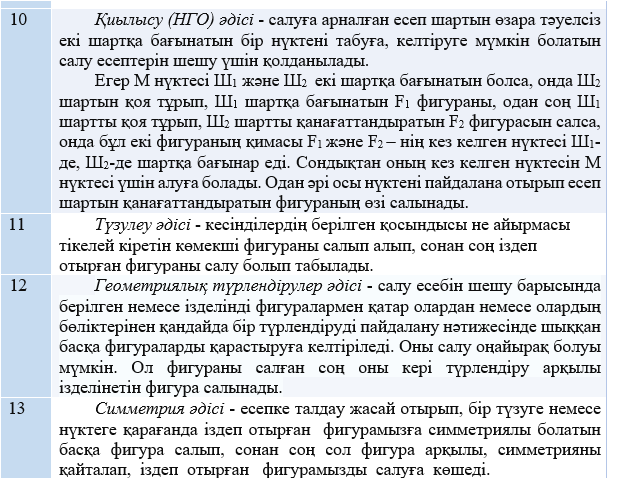 10 Қиылысу (НГО) әдісі - салуға арналған есеп шартын өзара тәуелсіз
екі шартқа бағынатын бір нүктені табуға, келтіруге мүмкін болатын
салу есептерін шешу үшін қолданылады.
Егер М нүктесі Ш₁ және Ш₂ екі шартқа бағынатын болса, онда Ш₂
шартын қоя тұрып, Ш₁ шартқа бағынатын F₁ фигураны, одан соң Ш₁
шартты қоя тұрып, Ш₂ шартты қанағаттандыратын F₂ фигурасын салса,
онда бұл екі фигураның қимасы F₁ және F₂ – нің кез келген нүктесі Ш₁-
де, Ш₂-де шартқа бағынар еді. Сондықтан оның кез келген нүктесін М
нүктесі үшін алуға болады. Одан әрі осы нүктені пайдалана отырып есеп
шартын қанағаттандыратын фигураның өзі салынады.
11 Түзулеу әдісі - кесінділердің берілген қосындысы не айырмасы
тікелей кіретін көмекші фигураны салып алып, сонан соң іздеп
отырған фигураны салу болып табылады.
12 Геометриялық түрлендірулер әдісі - салу есебін шешу барысында
берілген немесе ізделінді фигуралармен қатар олардан немесе олардың
бөліктерінен қандайда бір түрлендіруді пайдалану нәтижесінде шыққан
басқа фигураларды қарастыруға келтіріледі. Оны салу оңайырақ болуы
мүмкін. Ол фигураны салған соң оны кері түрлендіру арқылы
ізделінетін фигура салынады.
13 Симметрия әдісі - есепке талдау жасай отырып, бір түзуге немесе
нүктеге қарағанда іздеп отырған фигурамызға симметриялы болатын
басқа фигура салып, сонан соң сол фигура арқылы, симметрияны
қайталап, іздеп отырған фигурамызды салуға көшеді.